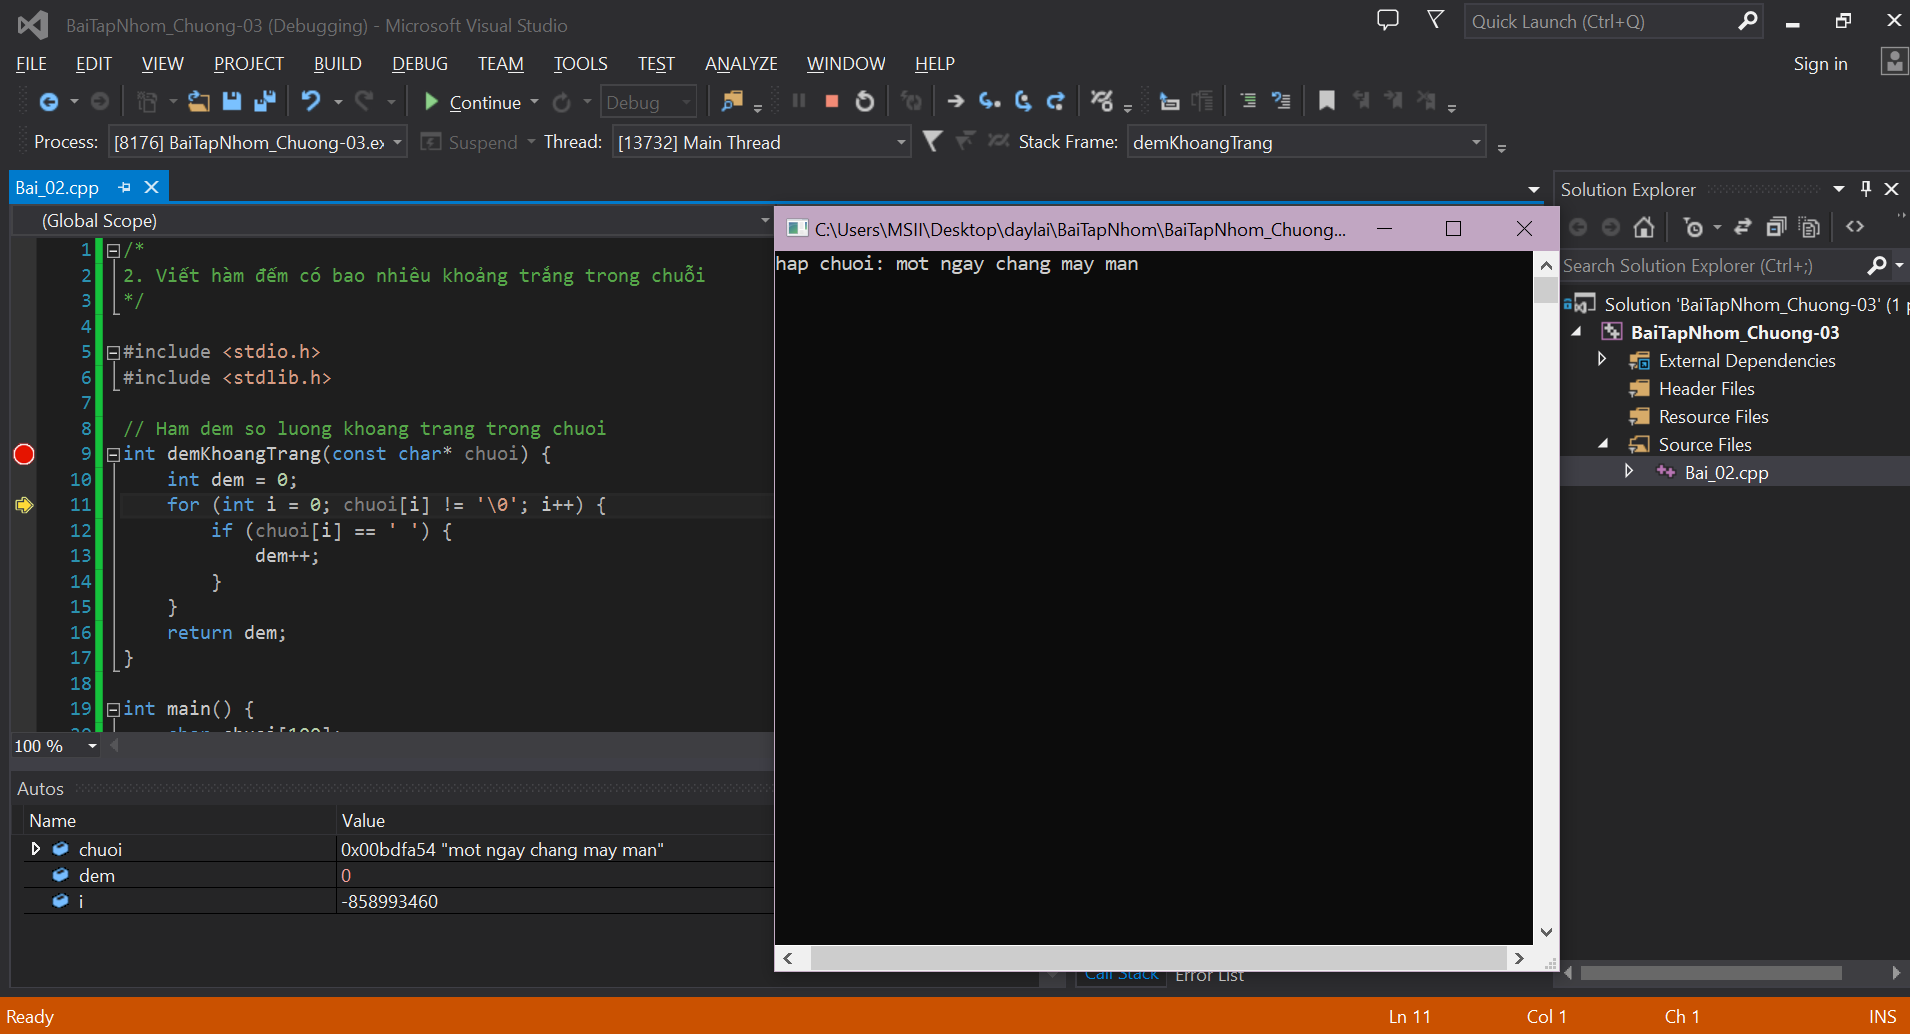 BaiTapNhom_Chuong-03 (Debugging) - Microsoft Visual Studio
Quick Launch (Ctrl+Q)
FILE EDIT VIEW PROJECT BUILD DEBUG TEAM TOOLS TEST ANALYZE WINDOW HELP
Sign in
Continue Debug
Process: [8176] BaiTapNhom_Chuong-03.ex Suspend Thread: [13732] Main Thread Stack Frame: demKhoangTrang
Bai_02.cpp
(Global Scope)
1 /*
2 2. Viết hàm đếm có bao nhiêu khoảng trắng trong chuỗi
3 */
4
5 #include <stdio.h>
6 #include <stdlib.h>
7
8 // Ham dem so luong khoang trang trong chuoi
9 int demKhoangTrang(const char* chuoi) {
10 int dem = 0;
11 for (int i = 0; chuoi[i] != '\0'; i++) {
12 if (chuoi[i] == ' ') {
13 dem++;
14 }
15 }
16 return dem;
17 }
18
19 int main() {
20 char chuoi[100];
100 %
Autos
Name Value
chuoi 0x00bdfa54 "mot ngay chang may man"
dem 0
i -858993460
C:\Users\MSII\Desktop\daylai\BaiTapNhom\BaiTapNhom_Chuong...
hap chuoi: mot ngay chang may man
Call Stack Error List
Solution Explorer
Search Solution Explorer (Ctrl+;)
Solution 'BaiTapNhom_Chuong-03' (1 p
BaiTapNhom_Chuong-03
External Dependencies
Header Files
Resource Files
Source Files
Bai_02.cpp
Ready Ln 11 Col 1 Ch 1 INS